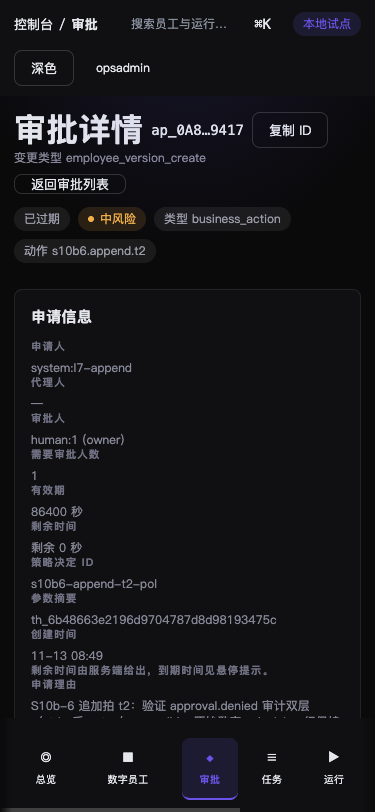 控制台 / 审批 搜索员工与运行... ⌘K 本地试点
深色 opsadmin
审批详情 ap_0A8…9417 复制 ID
变更类型 employee_version_create
返回审批列表
已过期 中风险 类型 business_action
动作 s10b6.append.t2
申请信息
申请人
system:l7-append
代理人
—
审批人
human:1 (owner)
需要审批人数
1
有效期
86400 秒
剩余时间
剩余 0 秒
策略决定 ID
s10b6-append-t2-pol
参数摘要
th_6b48663e2196d9704787d8d98193475c
创建时间
11-13 08:49
剩余时间由服务端给出，到期时间见悬停提示。
申请理由
S10b-6 追加拍 t2：验证 approval.denied 审计双层
总览 数字员工 审批 任务 运行